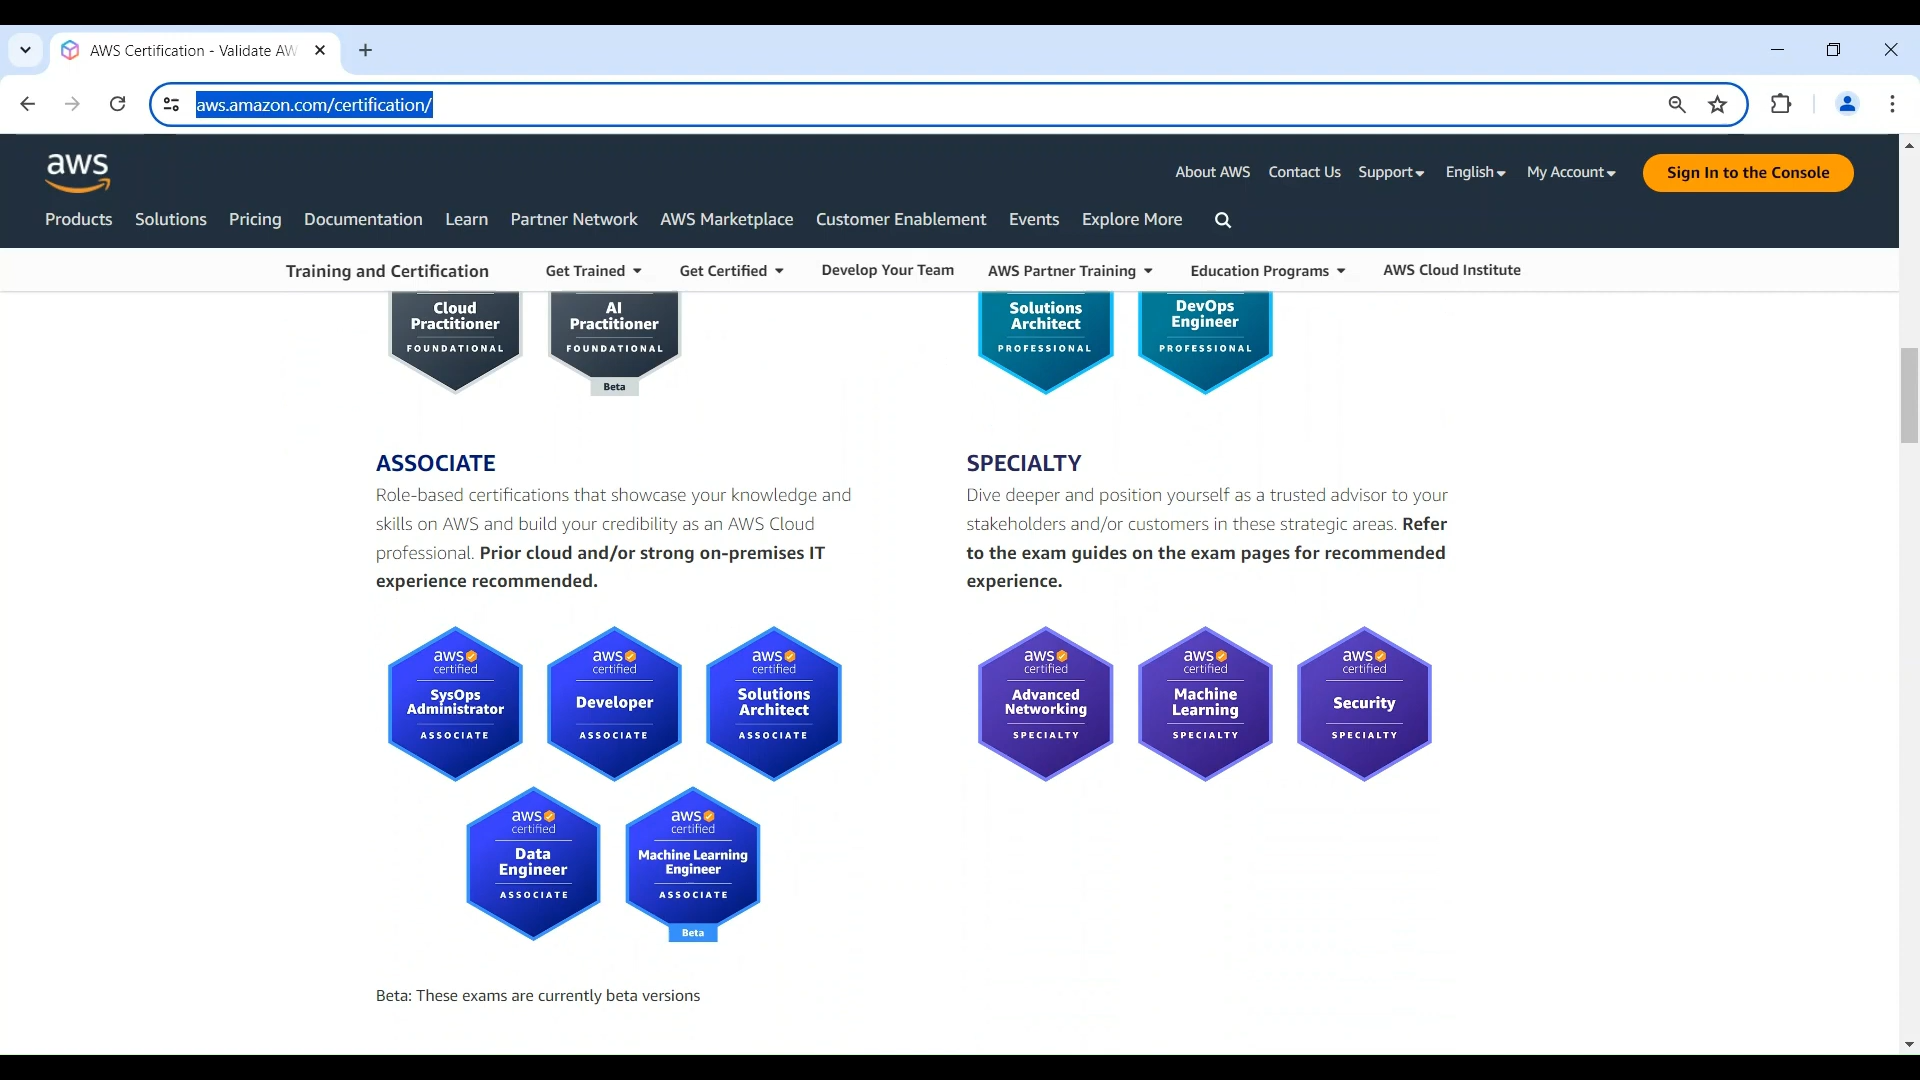 AWS Certification - Validate AW
aws.amazon.com/certification/
aws
About AWS
Contact Us
Support
English
My Account
Sign In to the Console
Products
Solutions
Pricing
Documentation
Learn
Partner Network
AWS Marketplace
Customer Enablement
Events
Explore More
Training and Certification
Get Trained
Get Certified
Develop Your Team
AWS Partner Training
Education Programs
AWS Cloud Institute
Cloud
Practitioner
FOUNDATIONAL
AI
Practitioner
FOUNDATIONAL
Beta
Solutions
Architect
PROFESSIONAL
DevOps
Engineer
PROFESSIONAL
ASSOCIATE
Role-based certifications that showcase your knowledge and
skills on AWS and build your credibility as an AWS Cloud
professional. Prior cloud and/or strong on-premises IT
experience recommended.
aws
certified
SysOps
Administrator
ASSOCIATE
aws
certified
Developer
ASSOCIATE
aws
certified
Solutions
Architect
ASSOCIATE
aws
certified
Data
Engineer
ASSOCIATE
aws
certified
Machine Learning
Engineer
ASSOCIATE
Beta
Beta: These exams are currently beta versions
SPECIALTY
Dive deeper and position yourself as a trusted advisor to your
stakeholders and/or customers in these strategic areas. Refer
to the exam guides on the exam pages for recommended
experience.
aws
certified
Advanced
Networking
SPECIALTY
aws
certified
Machine
Learning
SPECIALTY
aws
certified
Security
SPECIALTY